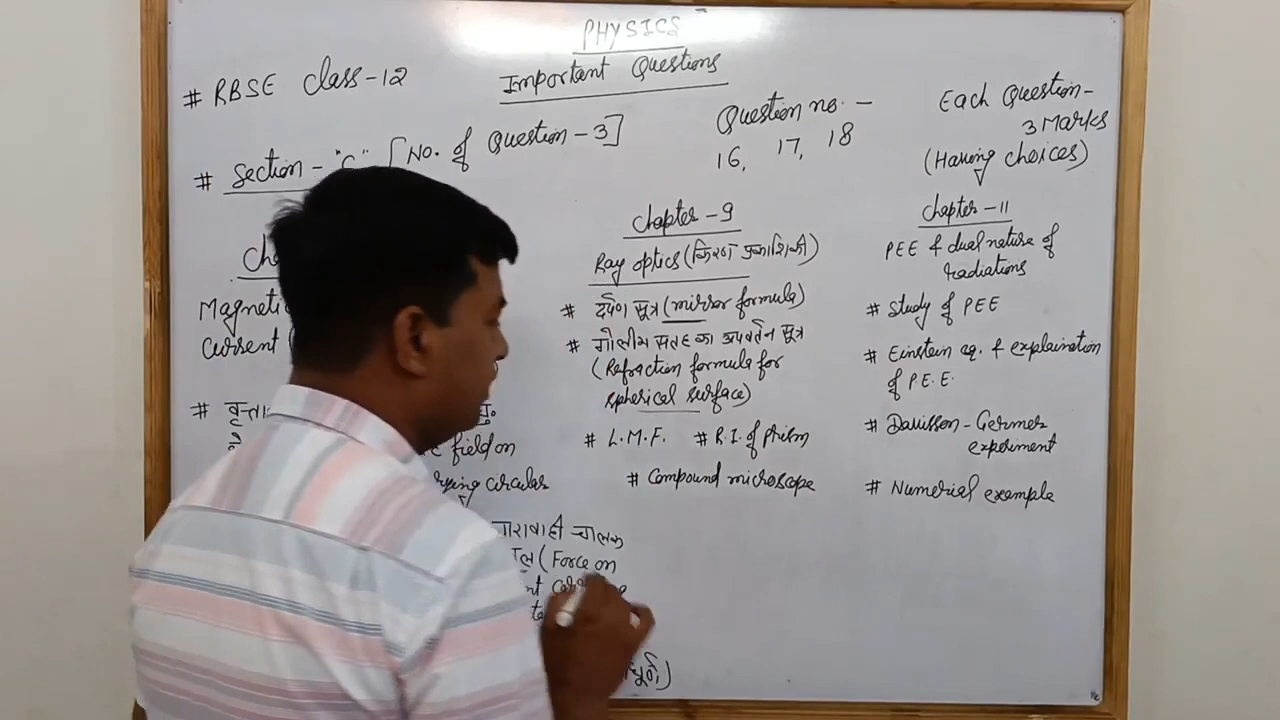 PHYSICS
Important Questions
# RBSE Class-12
# Section - "C" [No. of Question - 3]
Question no. -
16, 17, 18
Each Question -
3 Marks
(Having choices)
Magneti
Current (
# वृत्ता
field on
rying circular
धारावाही चालक
(Force on
Chapter - 9
Ray optics (किरण प्रकाशिकी)
# दर्पण सूत्र (mirror formula)
# गोलीय सतह का अपवर्तन सूत्र
(Refraction formula for
spherical surface)
# L.M.F. # R.I. of Prism
# Compound microscope
Chapter - 11
PEE & dual nature of
radiations
# Study of PEE
# Einstein eq. & explaination
of P.E.E.
# Davisson - Germer
experiment
# Numerial example